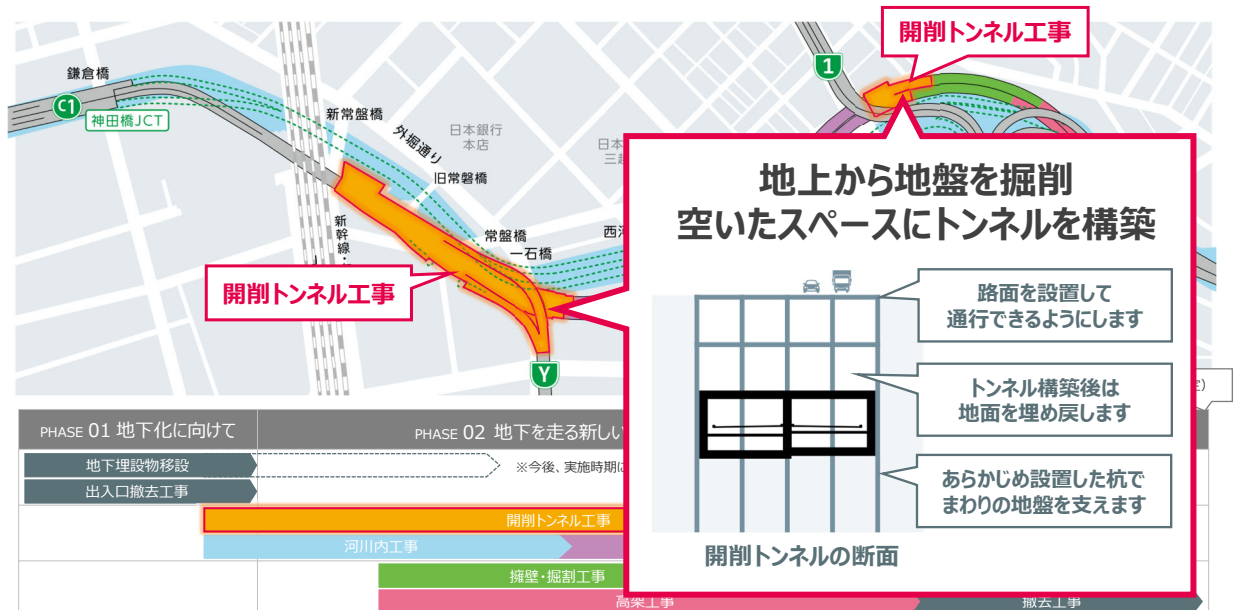 開削トンネル工事
1
鎌倉橋
C1
神田橋JCT
新常盤橋
外堀通り
日本銀行
本店
旧常磐橋
新幹線
常盤橋
一石橋
開削トンネル工事
Y
地上から地盤を掘削
空いたスペースにトンネルを構築
路面を設置して
通行できるようにします
トンネル構築後は
地面を埋め戻します
あらかじめ設置した杭で
まわりの地盤を支えます
開削トンネルの断面
PHASE 01 地下化に向けて
PHASE 02 地下を走る新しい
地下埋設物移設
※今後、実施時期に
出入口撤去工事
開削トンネル工事
河川内工事
擁壁・掘割工事
高架工事
撤去工事